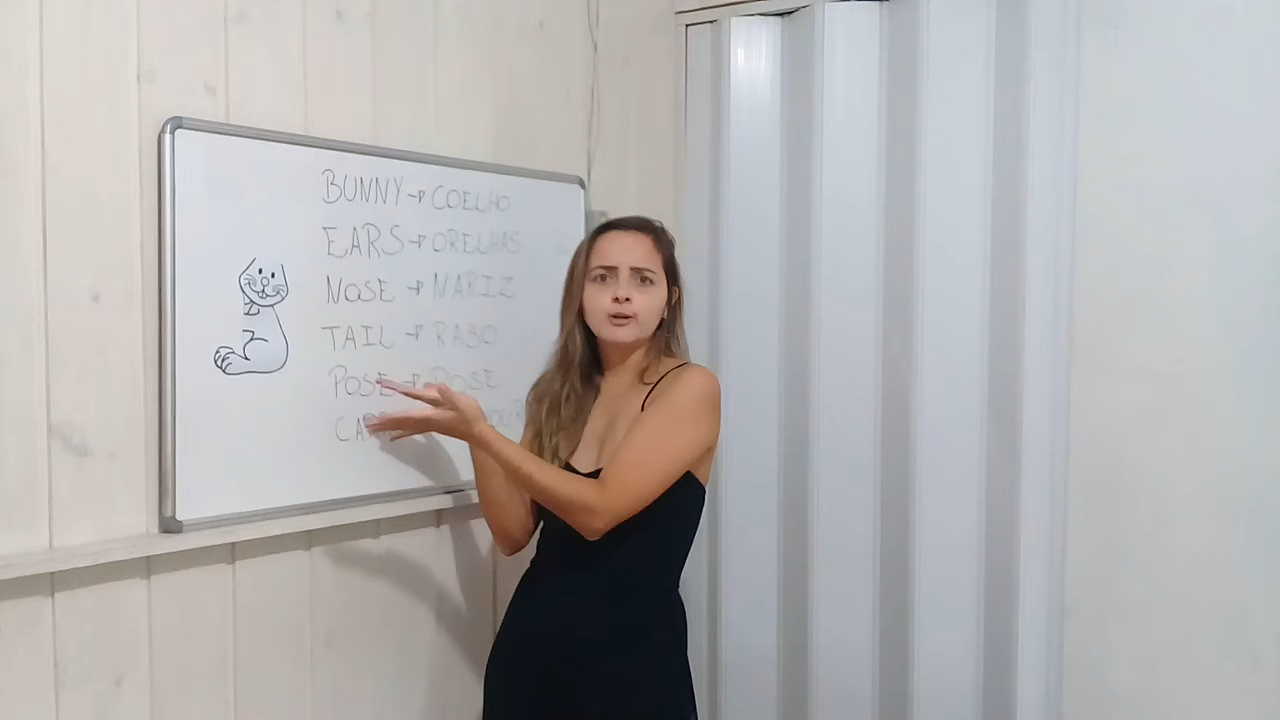 BUNNY → COELHO
EARS → ORELHAS
NOSE → NARIZ
TAIL → RABO
POSE → POSE